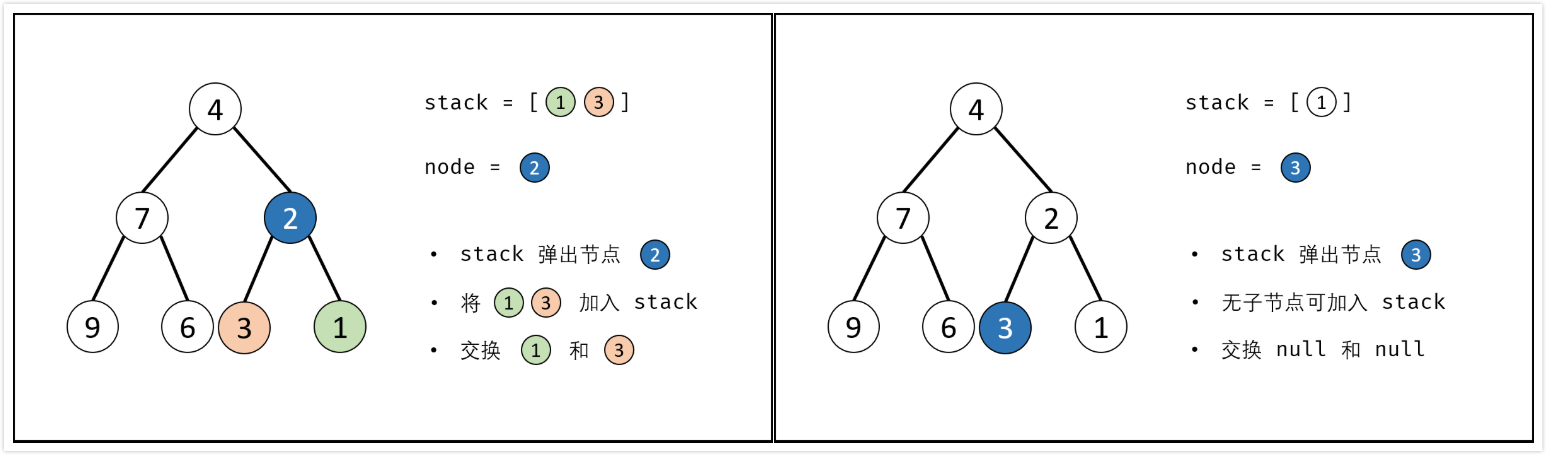 4
7 2
9 6 3 1
stack = [ 1 3 ]
node = 2
• stack 弹出节点 2
• 将 1 3 加入 stack
• 交换 1 和 3
4
7 2
9 6 3 1
stack = [ 1 ]
node = 3
• stack 弹出节点 3
• 无子节点可加入 stack
• 交换 null 和 null